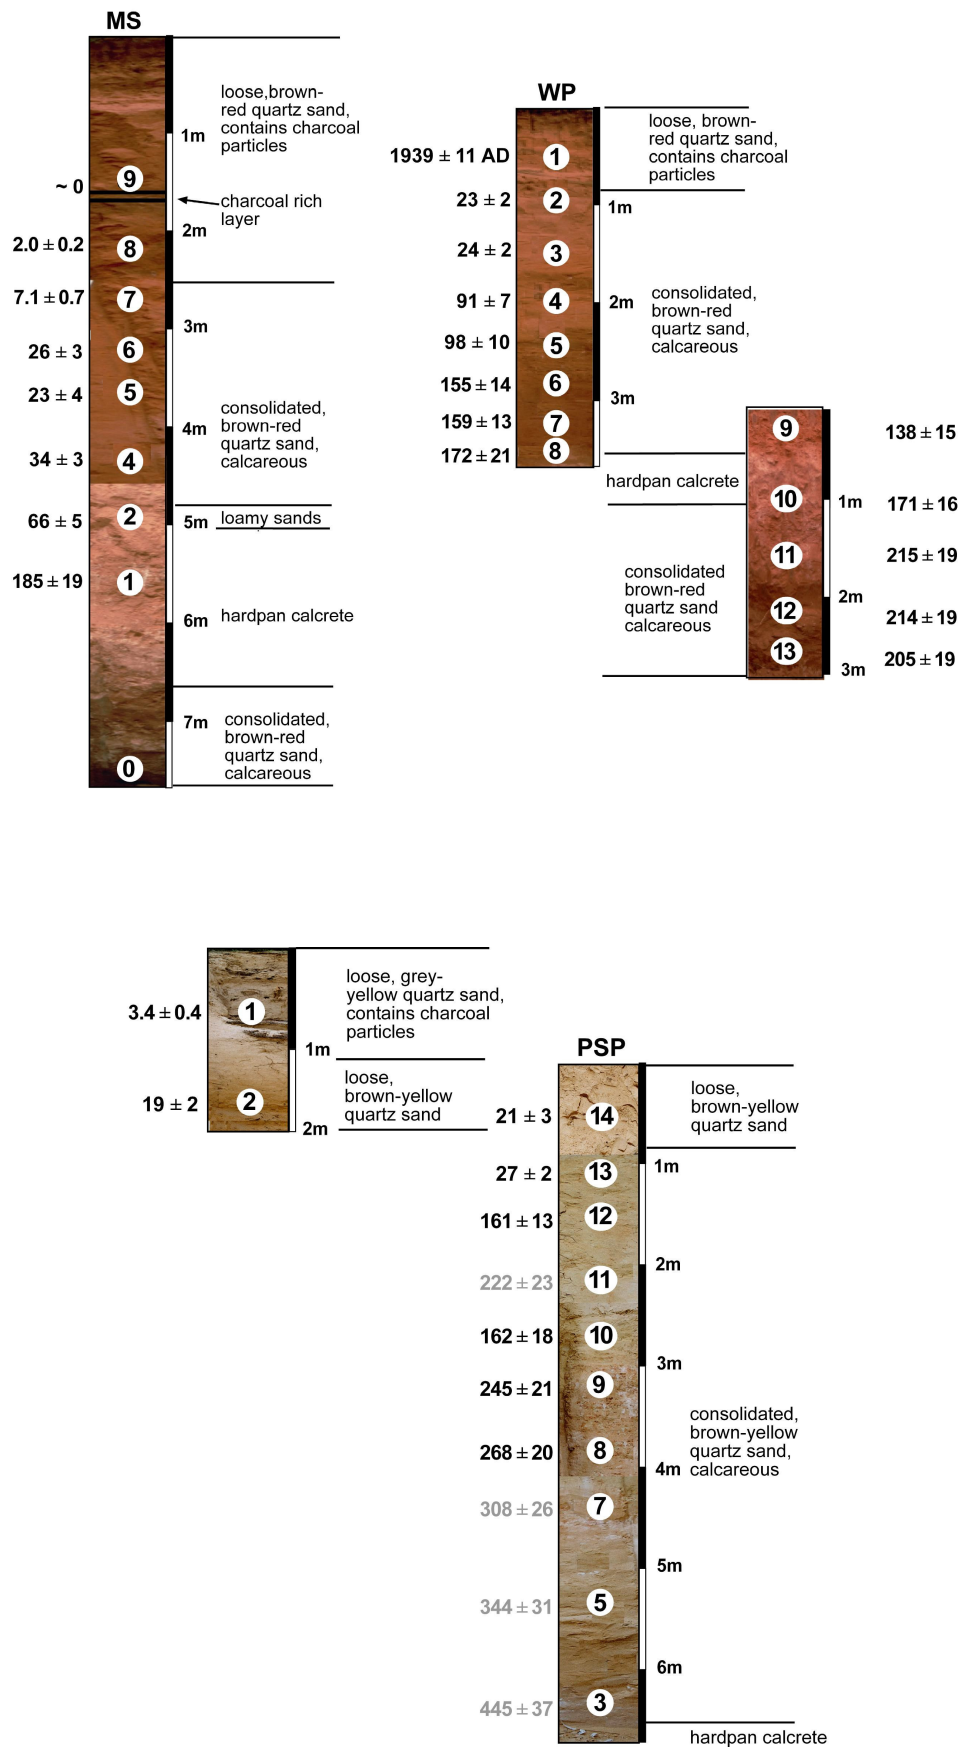 MS
loose,brown-
red quartz sand,
contains charcoal
particles
1m
9
~ 0
charcoal rich
layer
2m
2.0 ± 0.2
8
7.1 ± 0.7
7
3m
26 ± 3
6
23 ± 4
5
consolidated,
brown-red
quartz sand,
calcareous
4m
34 ± 3
4
66 ± 5
2
5m
loamy sands
185 ± 19
1
6m
hardpan calcrete
7m
consolidated,
brown-red
quartz sand,
calcareous
0
WP
loose, brown-
red quartz sand,
contains charcoal
particles
1939 ± 11 AD
1
23 ± 2
2
1m
24 ± 2
3
91 ± 7
4
2m
consolidated,
brown-red
quartz sand,
calcareous
98 ± 10
5
155 ± 14
6
3m
159 ± 13
7
172 ± 21
8
hardpan calcrete
9
138 ± 15
10
1m
171 ± 16
11
215 ± 19
consolidated
brown-red
quartz sand
calcareous
2m
12
214 ± 19
13
205 ± 19
3m
loose, grey-
yellow quartz sand,
contains charcoal
particles
3.4 ± 0.4
1
1m
loose,
brown-yellow
quartz sand
19 ± 2
2
2m
PSP
loose,
brown-yellow
quartz sand
21 ± 3
14
1m
27 ± 2
13
161 ± 13
12
2m
222 ± 23
11
162 ± 18
10
3m
245 ± 21
9
consolidated,
brown-yellow
quartz sand,
calcareous
268 ± 20
8
4m
308 ± 26
7
5m
344 ± 31
5
6m
445 ± 37
3
hardpan calcrete